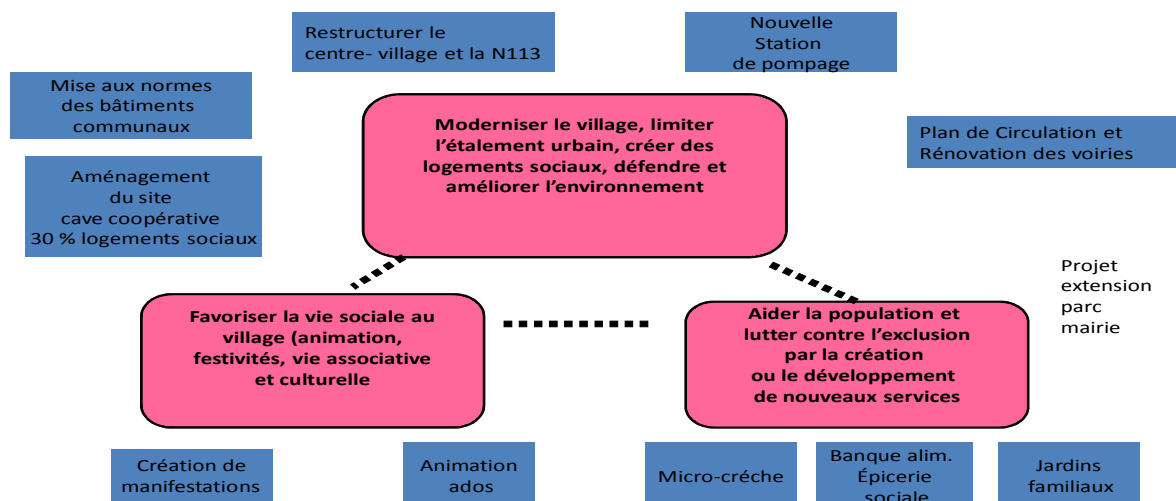 Restructurer le
centre- village et la N113
Nouvelle
Station
de pompage
Mise aux normes
des bâtiments
communaux
Moderniser le village, limiter
l’étalement urbain, créer des
logements sociaux, défendre et
améliorer l’environnement
Plan de Circulation et
Rénovation des voiries
Aménagement
du site
cave coopérative
30 % logements sociaux
Projet
extension
parc
mairie
Favoriser la vie sociale au
village (animation,
festivités, vie associative
et culturelle
Aider la population et
lutter contre l’exclusion
par la création
ou le développement
de nouveaux services
Création de
manifestations
Animation
ados
Micro-créche
Banque alim.
Épicerie
sociale
Jardins
familiaux